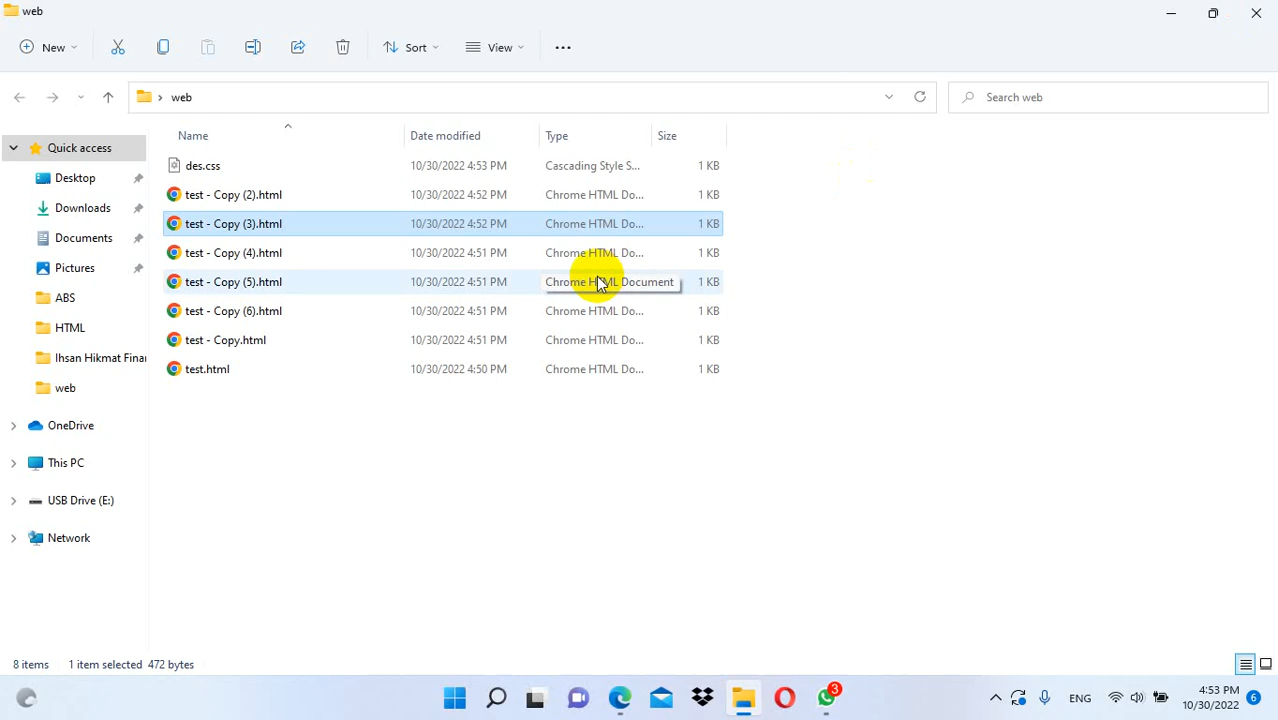 web
New
Sort
View
web
Search web
Name Date modified Type Size
Quick access
Desktop
Downloads
Documents
Pictures
ABS
HTML
Ihsan Hikmat Finar
web
OneDrive
This PC
USB Drive (E:)
Network
des.css 10/30/2022 4:53 PM Cascading Style S... 1 KB
test - Copy (2).html 10/30/2022 4:52 PM Chrome HTML Do... 1 KB
test - Copy (3).html 10/30/2022 4:52 PM Chrome HTML Do... 1 KB
test - Copy (4).html 10/30/2022 4:51 PM Chrome HTML Do... 1 KB
test - Copy (5).html 10/30/2022 4:51 PM Chrome HTML Document 1 KB
test - Copy (6).html 10/30/2022 4:51 PM Chrome HTML Do... 1 KB
test - Copy.html 10/30/2022 4:51 PM Chrome HTML Do... 1 KB
test.html 10/30/2022 4:50 PM Chrome HTML Do... 1 KB
8 items 1 item selected 472 bytes
3
ENG
4:53 PM
10/30/2022
6